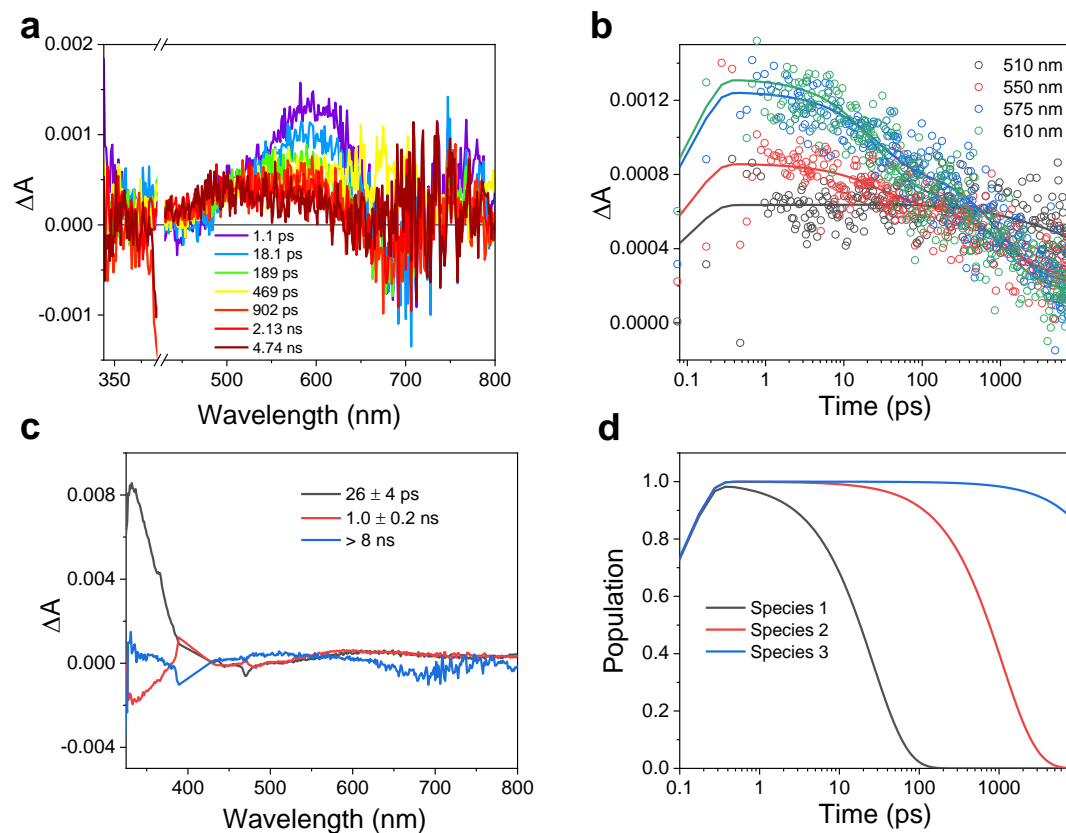 a
0.002
0.001
0.000
-0.001
ΔA
350
500
600
700
800
Wavelength (nm)
1.1 ps
18.1 ps
189 ps
469 ps
902 ps
2.13 ns
4.74 ns
b
0.0012
0.0008
0.0004
0.0000
ΔA
0.1
1
10
100
1000
Time (ps)
510 nm
550 nm
575 nm
610 nm
c
0.008
0.004
0.000
-0.004
ΔA
400
500
600
700
800
Wavelength (nm)
26 ± 4 ps
1.0 ± 0.2 ns
> 8 ns
d
1.0
0.8
0.6
0.4
0.2
0.0
Population
0.1
1
10
100
1000
Time (ps)
Species 1
Species 2
Species 3